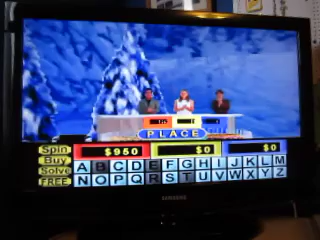 PLACE
Spin $950 $0 $0
Buy A B C D E F G H I J K L M
Solve N O P Q R S T U V W X Y Z
FREE
SAMSUNG